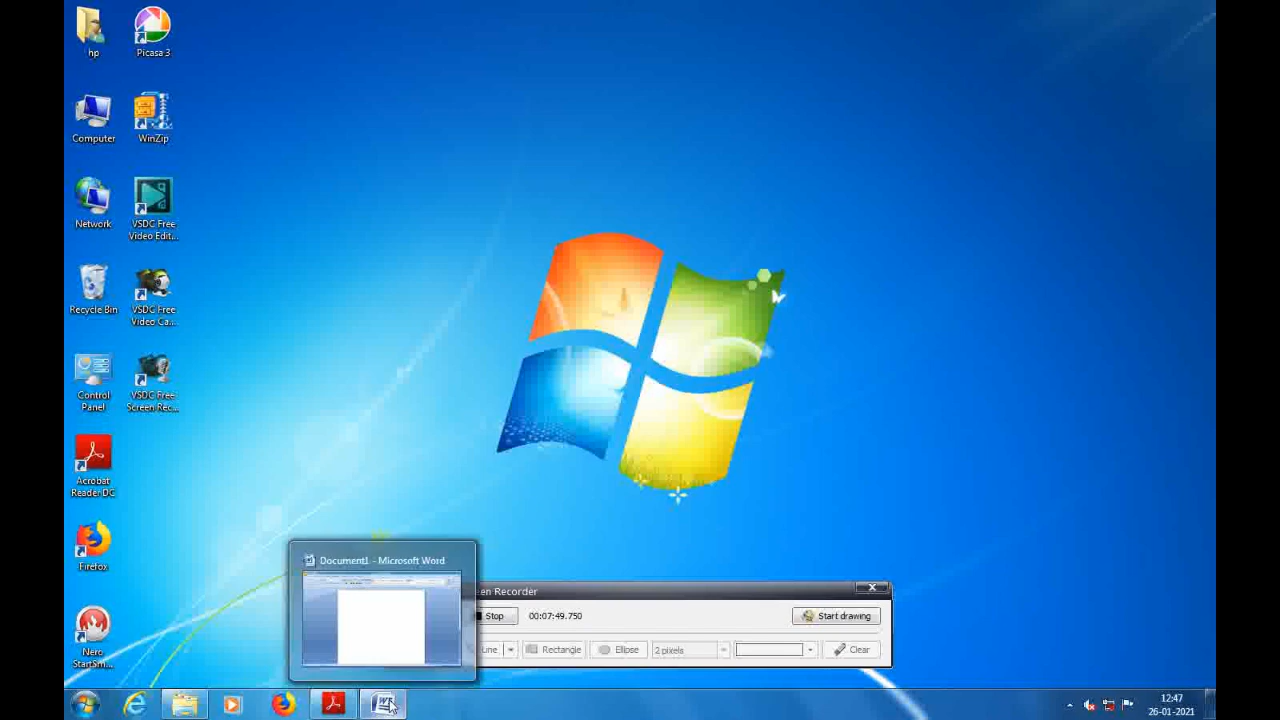 hp
Picasa 3
Computer
WinZip
Network
VSDC Free
Video Edit...
Recycle Bin
VSDC Free
Video Ca...
Control
Panel
VSDC Free
Screen Rec...
Acrobat
Reader DC
Firefox
Nero
StartSm...
Document1 - Microsoft Word
een Recorder
Stop
00:07:49.750
Start drawing
Line
Rectangle
Ellipse
2 pixels
Clear
12:47
26-01-2021